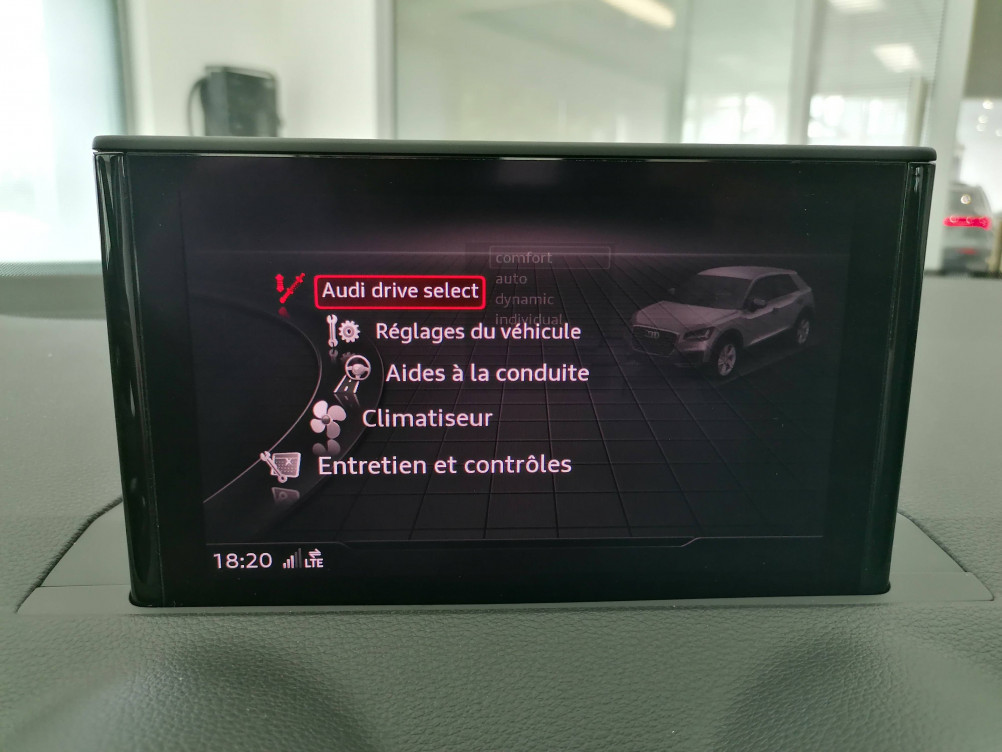 comfort
auto
dynamic
individual
Audi drive select
Réglages du véhicule
Aides à la conduite
Climatiseur
Entretien et contrôles
18:20 LTE